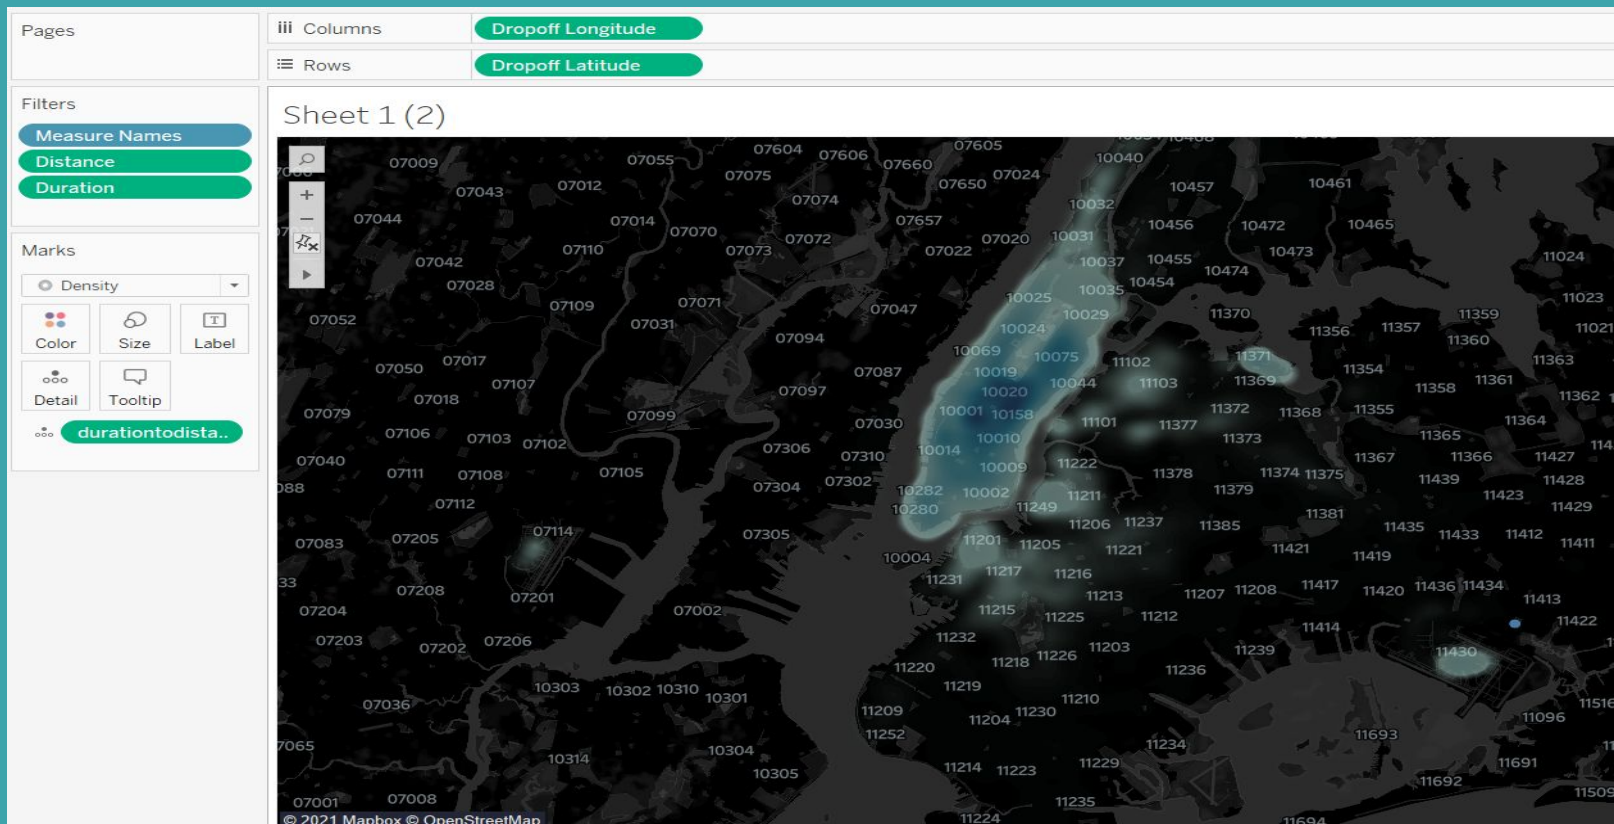 Pages
Columns
Dropoff Longitude
Rows
Dropoff Latitude
Filters
Measure Names
Distance
Duration
Marks
Density
Color
Size
Label
Detail
Tooltip
durationtodista..
Sheet 1 (2)
07604 07606 07605
07009 07055 07660 10040
07075 07024
07043 07012 07650 10457 10461
07074 10032
07044 07014 07657 10456 10472 10465
07070 07072 07020 10031
07110 07073 07022 10473
07042 10037 10455 10474 11024
07028 10035 10454
07109 07071 10025 11023
07052 07031 07047 10029 11370 11359
10024 11356 11357 11021
07094 11360
10069 10075 11371 11363
07050 07017 07087 10019 11102 11354
07107 10044 11103 11369 11358 11361
07018 07097 10020 11362
07079 07099 10001 10158 11372 11368 11355
07030 11101 11377 11364
07106 07103 07102 10010 11373 11365
07306 10014
07040 07310 10009 11222 11367 11366 11427
07111 07108 07105 11378 11374 11375
07302 11439 11428
07304 10282 10002 11211 11379 11423
07112 10280 11249 11381 11429
07114 07305 11206 11237 11385 11435
07205 11201 11433 11412
07083 10004 11205 11221 11421 11419 11411
11231 11217 11216
07208 07201 11213 11207 11208 11417 11420 11436 11434
07204 07002 11215 11225 11212 11413
11414 11422
07203 07202 07206 11232 11226 11203 11239
11220 11218 11236 11430
10303 10302 10310 10301 11219
07036 11209 11204 11230 11210 11516
11252 11096
10304 11234 11693
10314 10305 11214 11223 11229 11691
11692
07001 07008 11235 11509
© 2021 Mapbox © OpenStreetMap
11224 11694